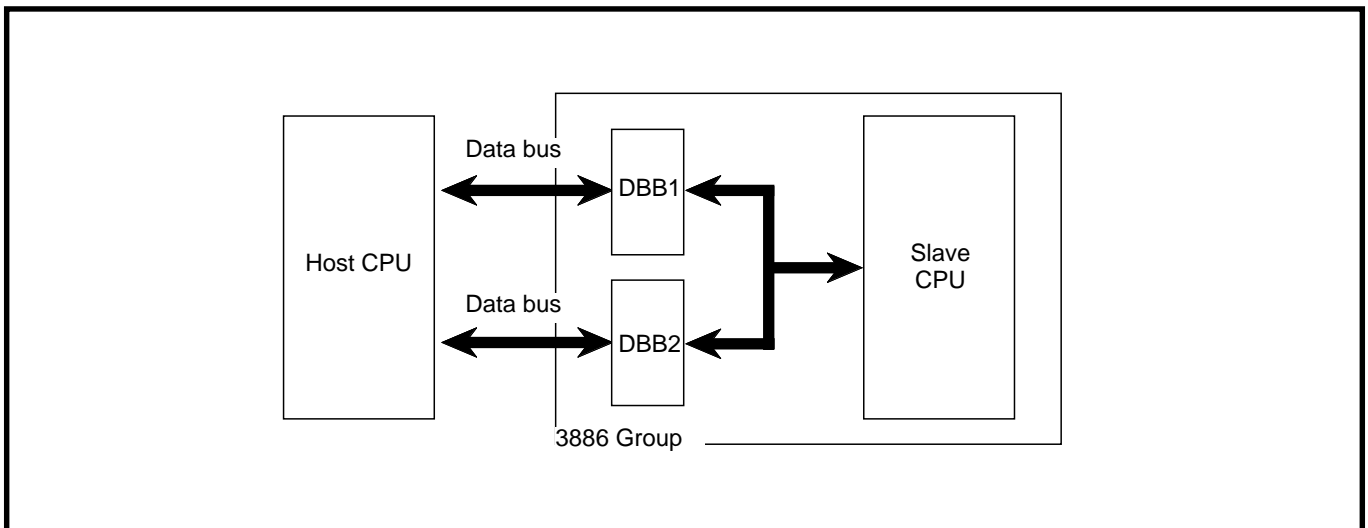 Data bus
DBB1
Host CPU
Slave
CPU
Data bus
DBB2
3886 Group